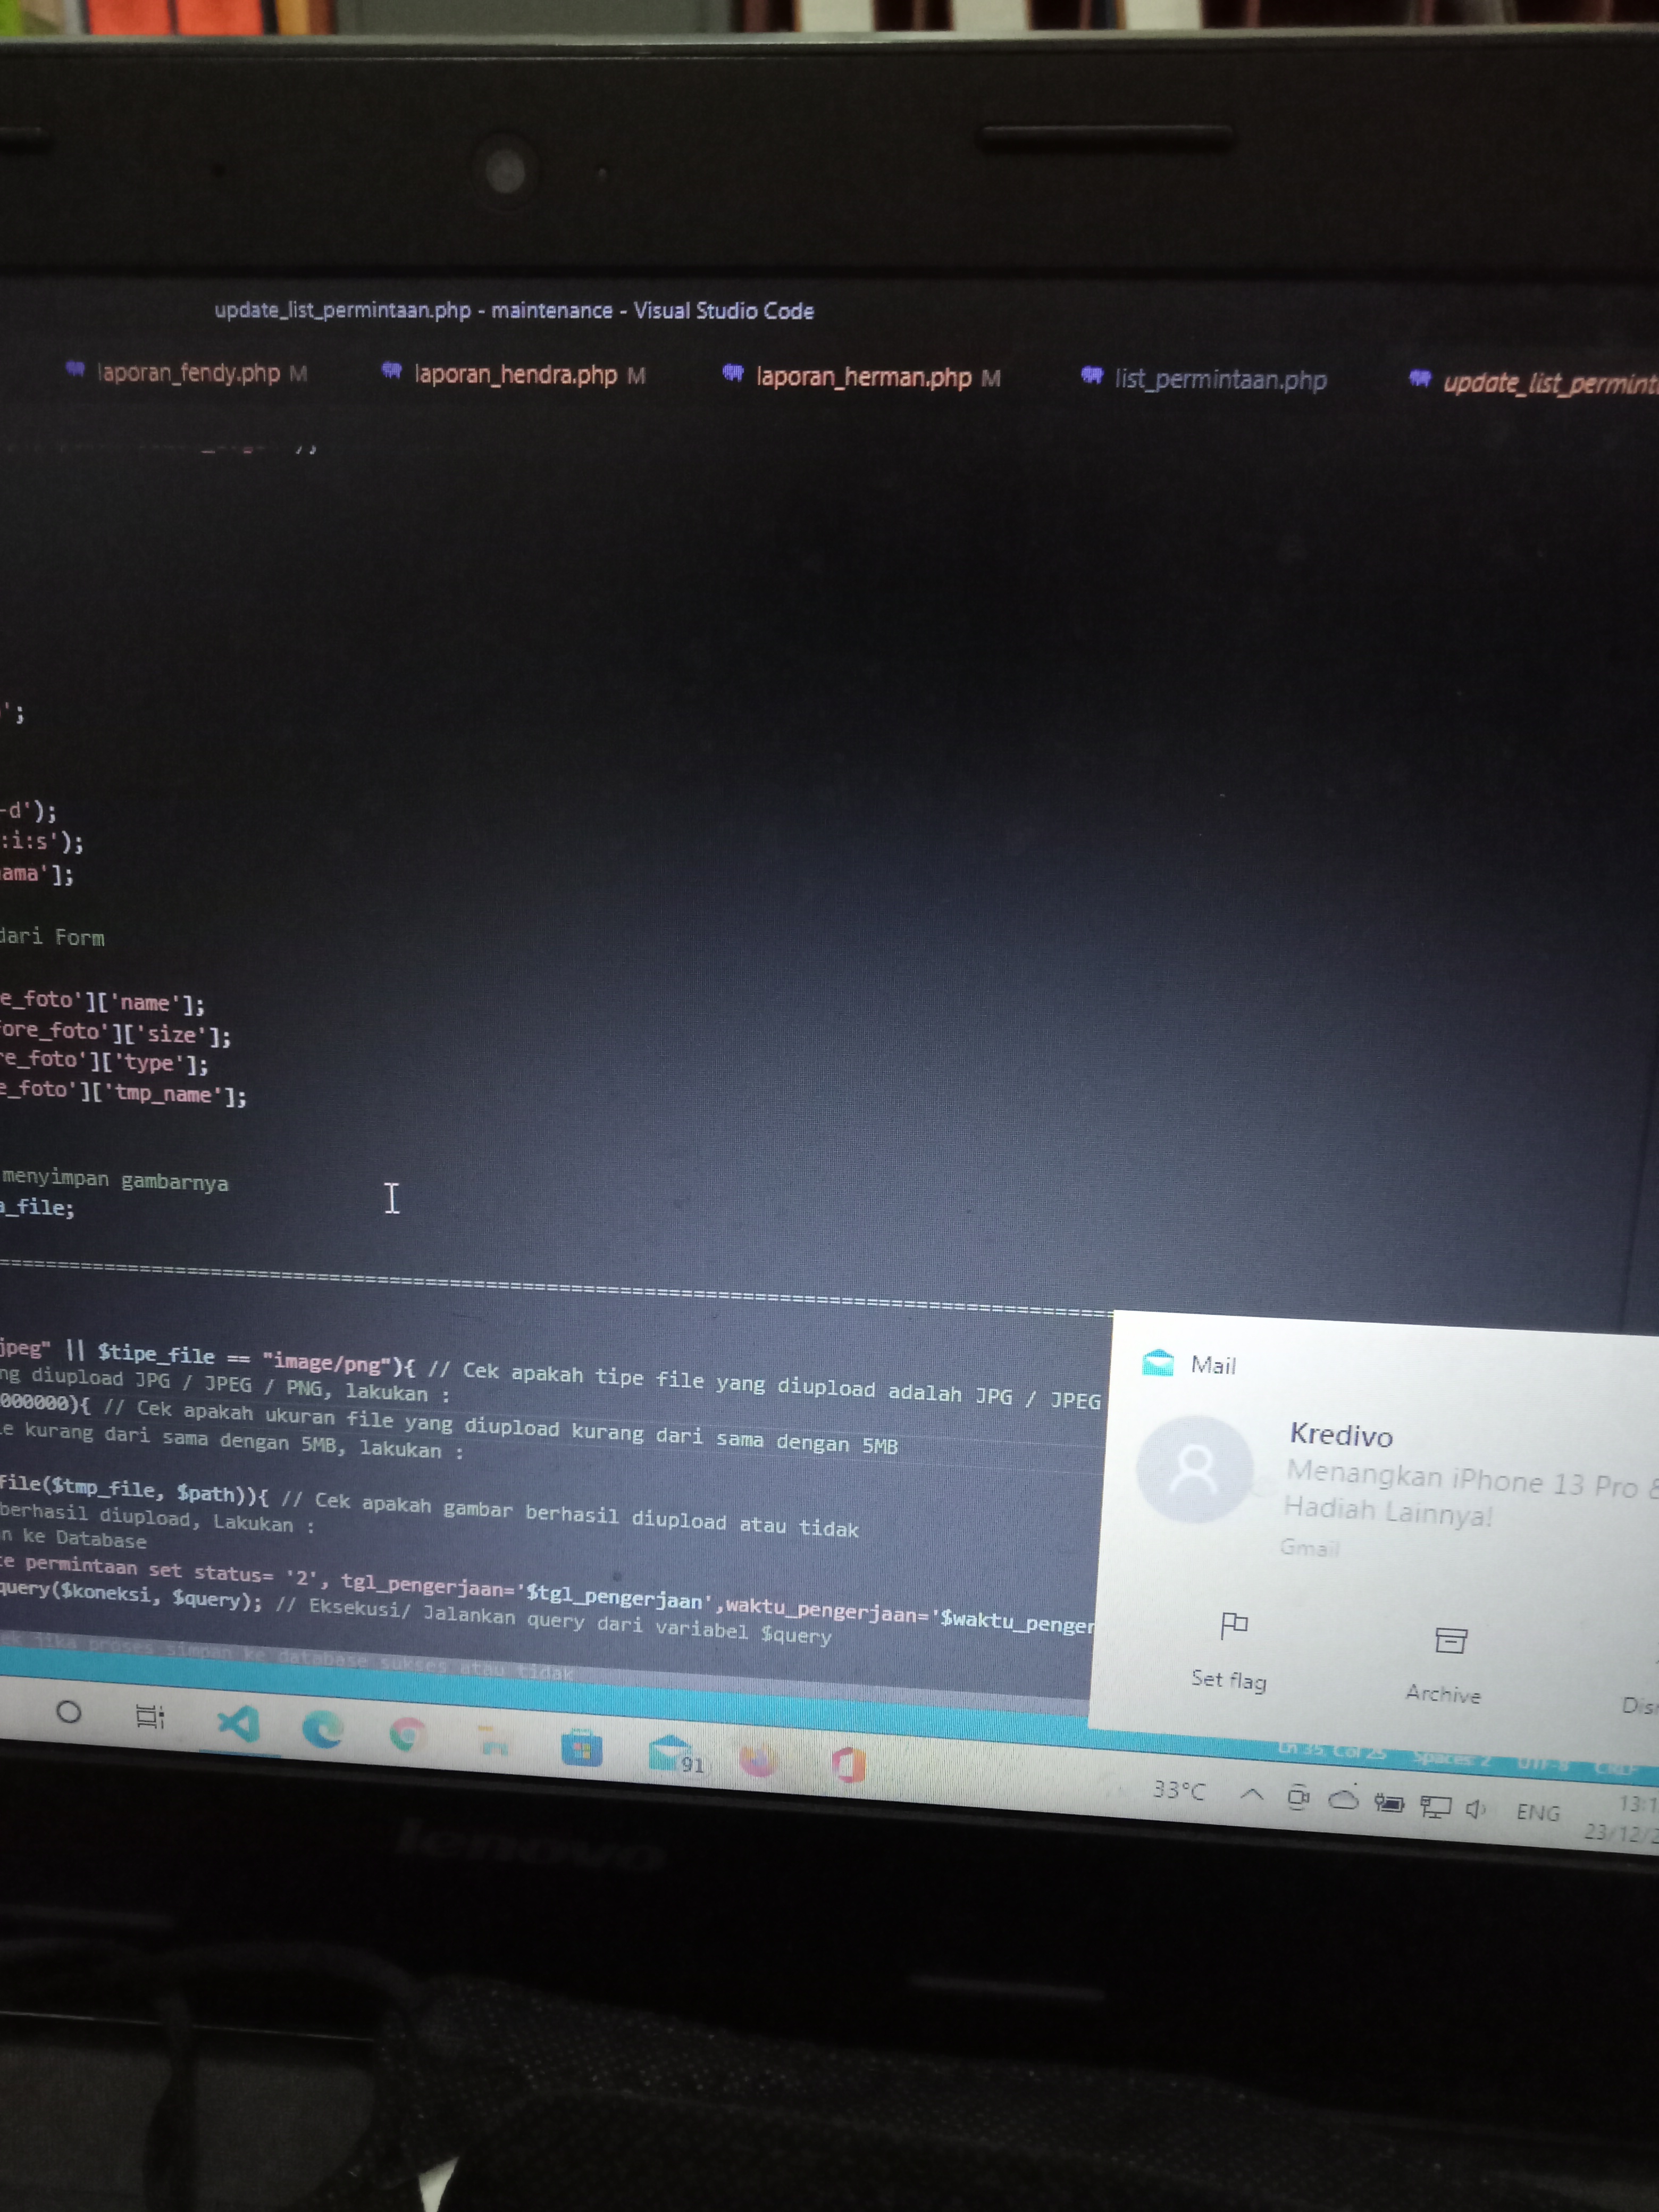 update_list_permintaan.php - maintenance - Visual Studio Code
laporan_fendy.php M
laporan_hendra.php M
laporan_herman.php M
list_permintaan.php
update_list_permint
';
-d');
:i:s');
ama'];
dari Form
e_foto']['name'];
ore_foto']['size'];
re_foto']['type'];
e_foto']['tmp_name'];
menyimpan gambarnya
a_file;
jpeg" || $tipe_file == "image/png"){ // Cek apakah tipe file yang diupload adalah JPG / JPEG
ng diupload JPG / JPEG / PNG, lakukan :
000000){ // Cek apakah ukuran file yang diupload kurang dari sama dengan 5MB
e kurang dari sama dengan 5MB, lakukan :
file($tmp_file, $path)){ // Cek apakah gambar berhasil diupload atau tidak
berhasil diupload, Lakukan :
n ke Database
te permintaan set status= '2', tgl_pengerjaan='$tgl_pengerjaan',waktu_pengerjaan='$waktu_penger
query($koneksi, $query); // Eksekusi/ Jalankan query dari variabel $query
ek jika proses simpan ke database sukses atau tidak
Mail
Kredivo
Menangkan iPhone 13 Pro &
Hadiah Lainnya!
Gmail
Set flag
Archive
Dis
Ln 35, Col 25 Spaces: 2 UTF-8 CRLF
91
33°C
ENG
13:1
23/12/2
lenovo